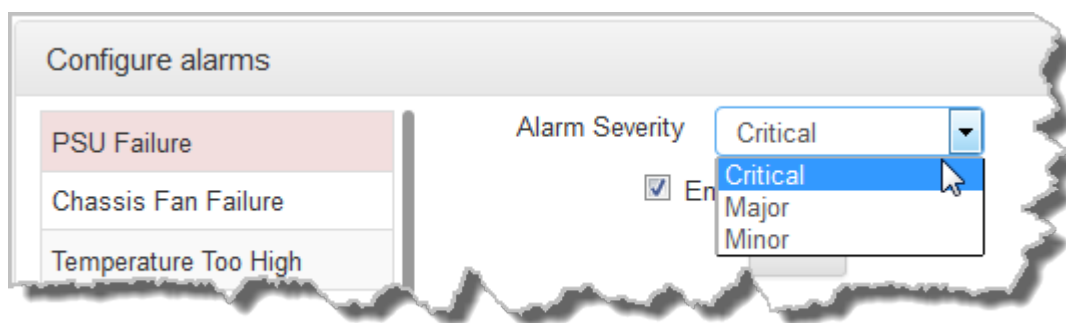 Configure alarms
PSU Failure
Chassis Fan Failure
Temperature Too High
Alarm Severity
Critical
Critical
Major
Minor